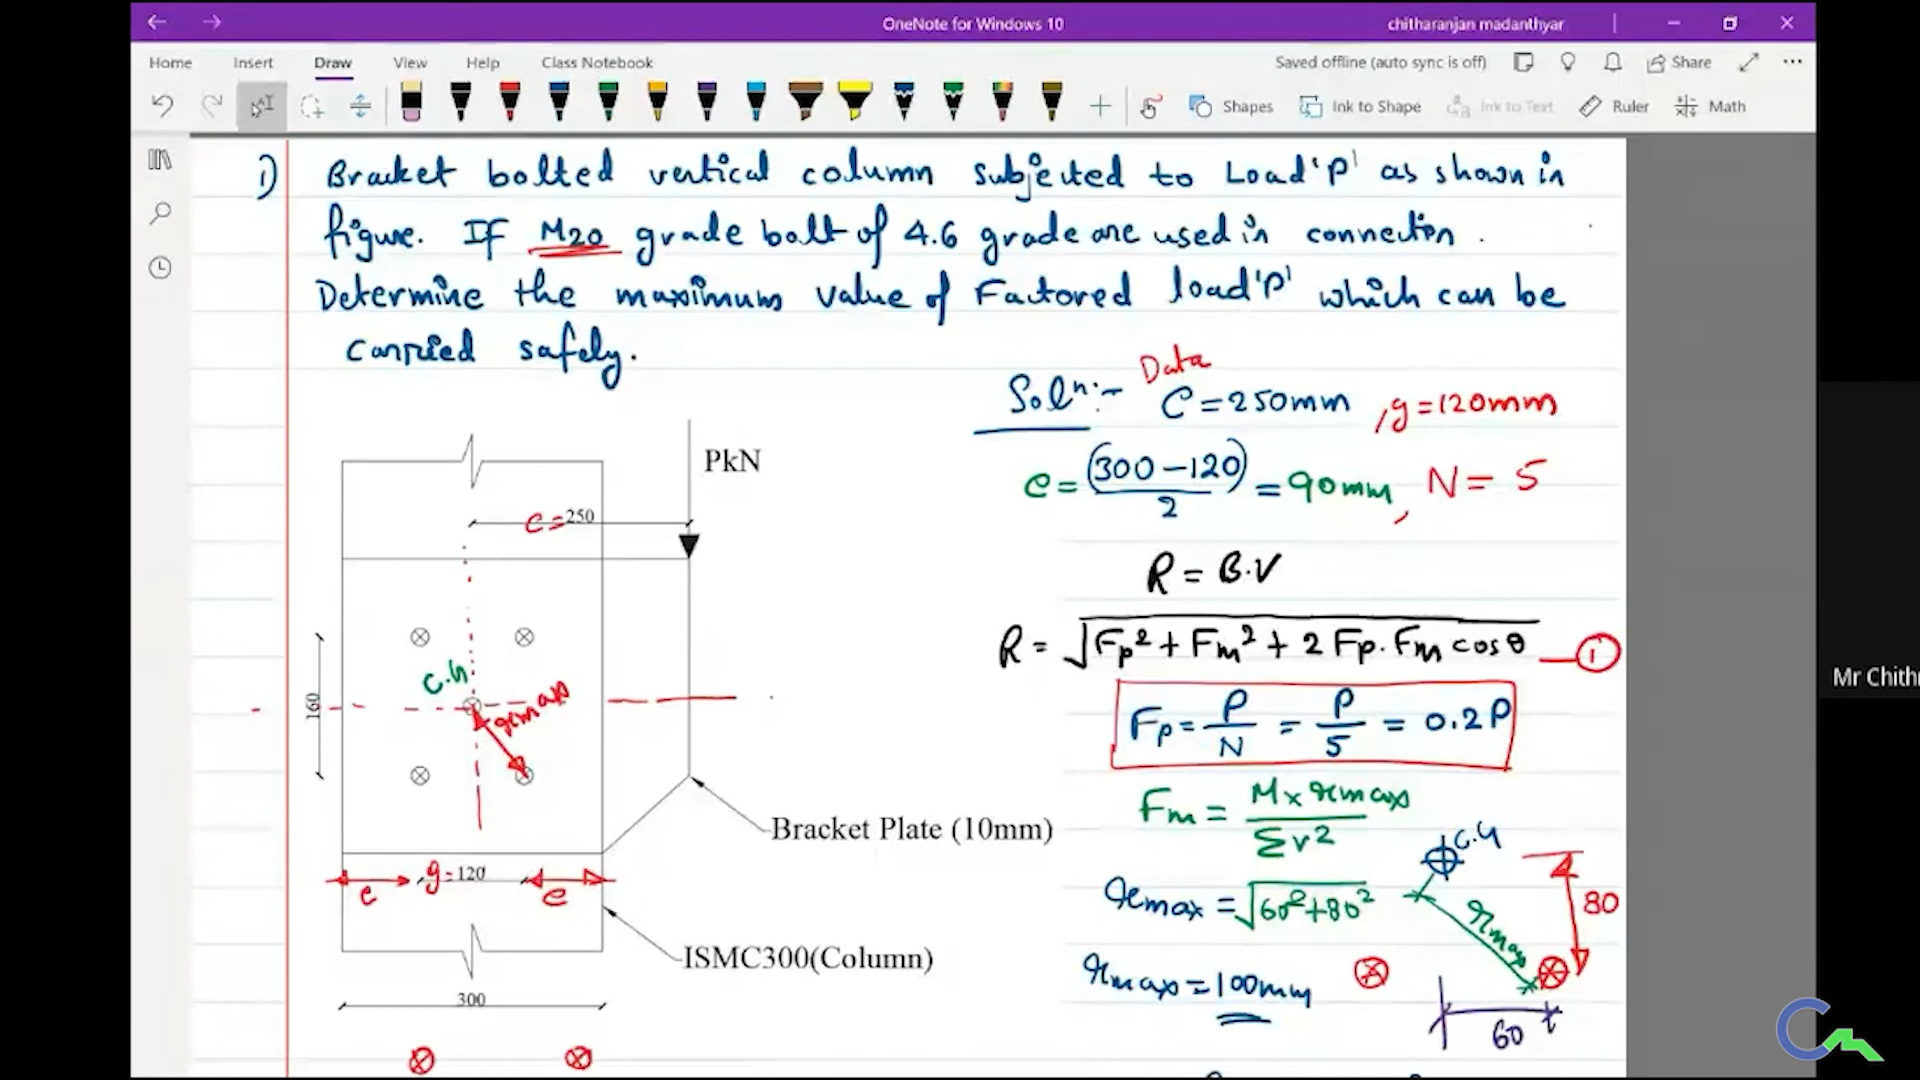 OneNote for Windows 10
chitharanjan madanthyar
Home Insert Draw View Help Class Notebook
Saved offline (auto sync is off) Share
Shapes Ink to Shape Ink to Text Ruler Math
1) Bracket bolted vertical column subjected to Load 'P' as shown in
figure. If M20 grade bolt of 4.6 grade are used in connection.
Determine the maximum value of Factored load 'P' which can be
carried safely.
Soln:- Data
e = 250mm, g = 120mm
e = (300 - 120)/2 = 90mm, N = 5
R = B.V
R = √Fp² + Fm² + 2 Fp. Fm cosθ — 1
Fp = P/N = P/5 = 0.2P
Fm = M x rmax / Σr²
rmax = √60² + 80²
rmax = 100mm
C.G
rmax
80
60
PkN
e = 250
C.G
rmax
160
Bracket Plate (10mm)
e g = 120 e
ISMC300(Column)
300
Mr Chithr